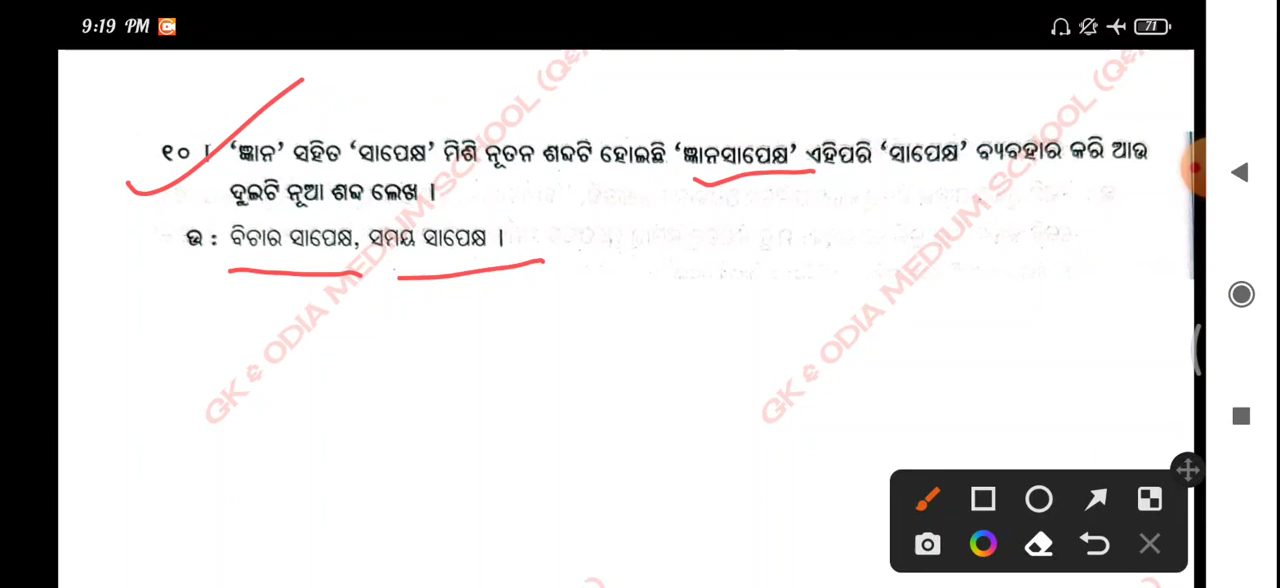 9:19 PM
71
୧୦ । ‘ଜ୍ଞାନ’ ସହିତ ‘ସାପେକ୍ଷ’ ମିଶି ନୂତନ ଶବ୍ଦଟି ହୋଇଛି ‘ଜ୍ଞାନସାପେକ୍ଷ’ ଏହିପରି ‘ସାପେକ୍ଷ’ ବ୍ୟବହାର କରି ଆଉ
ଦୁଇଟି ନୂଆ ଶବ୍ଦ ଲେଖ ।
ଉ : ବିଚାର ସାପେକ୍ଷ, ସମୟ ସାପେକ୍ଷ ।
GK & ODIA MEDIUM SCHOOL (Q&
GK & ODIA MEDIUM SCHOOL (Q&